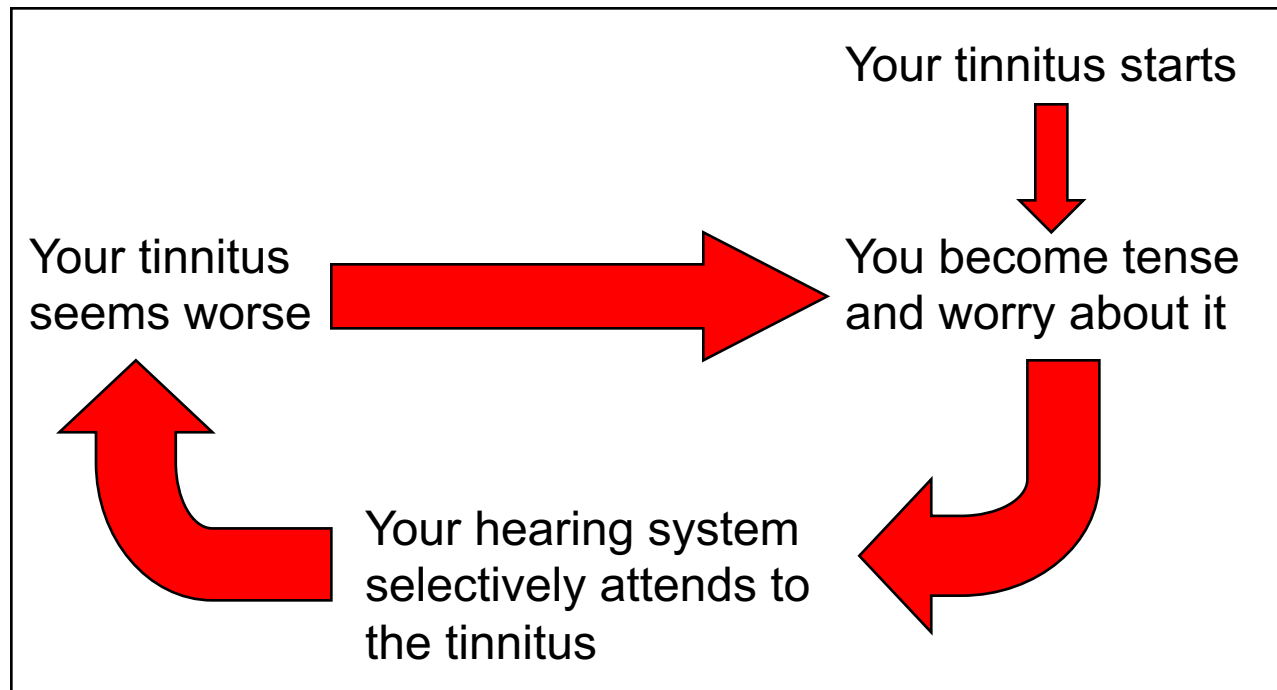 Your tinnitus starts
You become tense
and worry about it
Your hearing system
selectively attends to
the tinnitus
Your tinnitus
seems worse